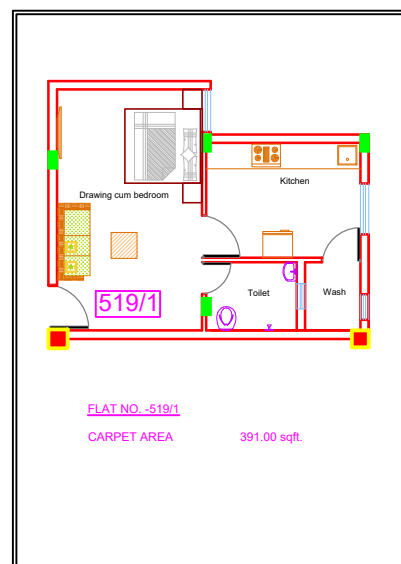 Kitchen
Drawing cum bedroom
519/1
Toilet
Wash
FLAT NO. -519/1
CARPET AREA 391.00 sqft.